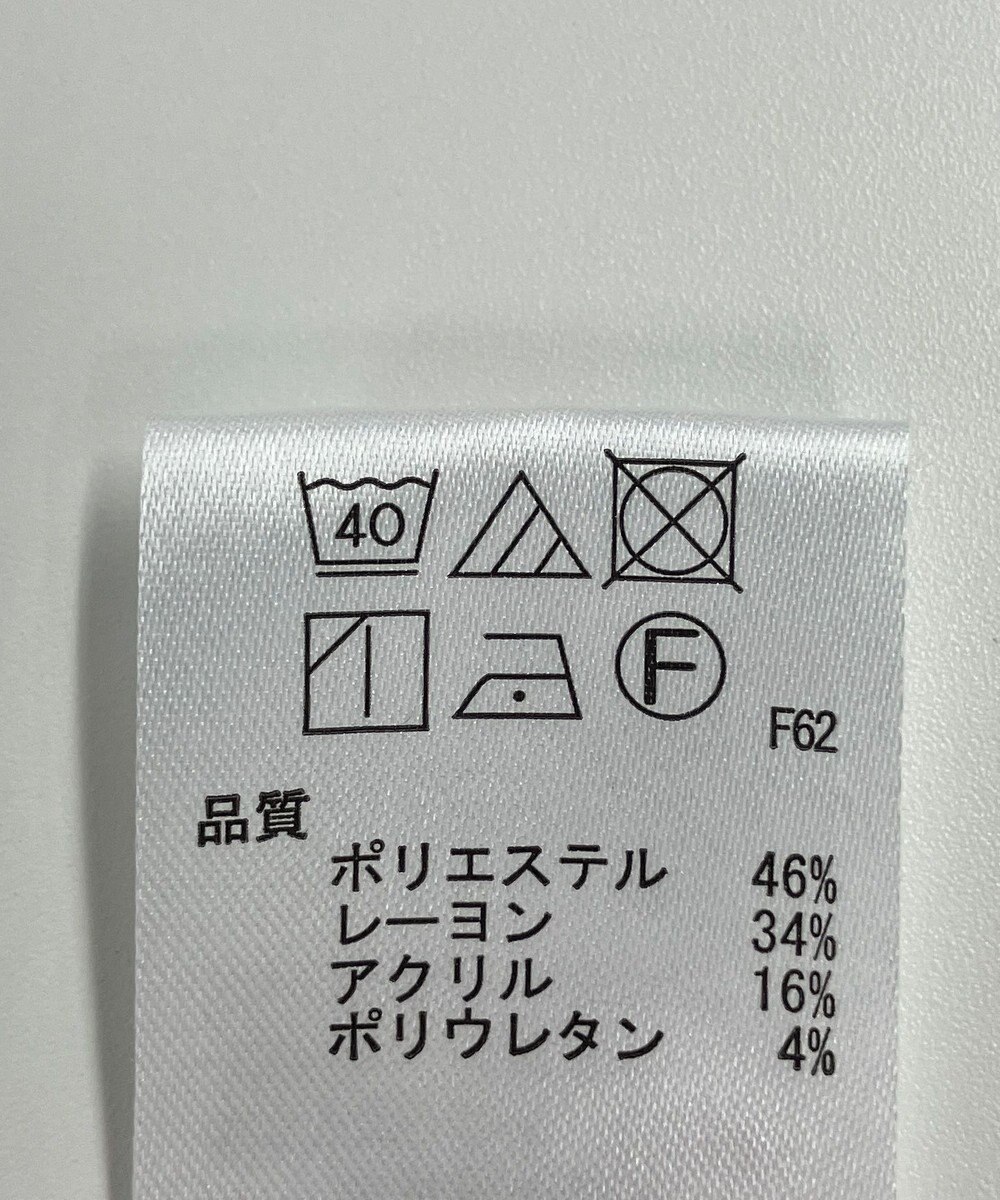 40
F
F62
品質
ポリエステル 46%
レーヨン 34%
アクリル 16%
ポリウレタン 4%